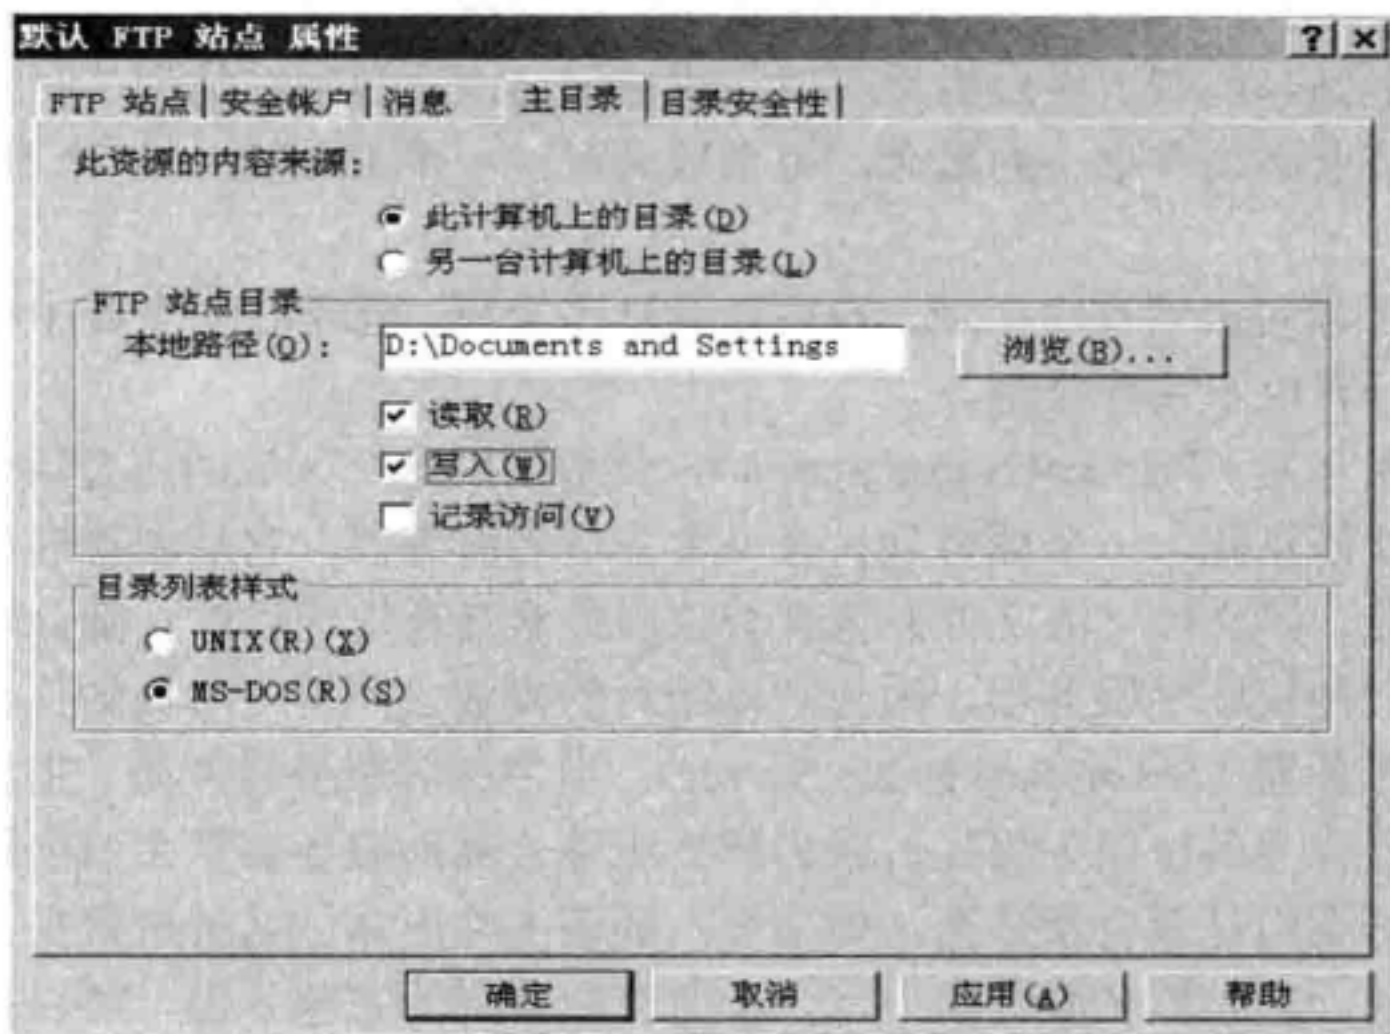 默认 FTP 站点 属性
FTP 站点 安全帐户 消息 主目录 目录安全性
此资源的内容来源:
此计算机上的目录(D)
另一台计算机上的目录(L)
FTP 站点目录
本地路径(O): D:\Documents and Settings 浏览(B)...
读取(R)
写入(W)
记录访问(V)
目录列表样式
UNIX(R)(X)
MS-DOS(R)(S)
确定 取消 应用(A) 帮助